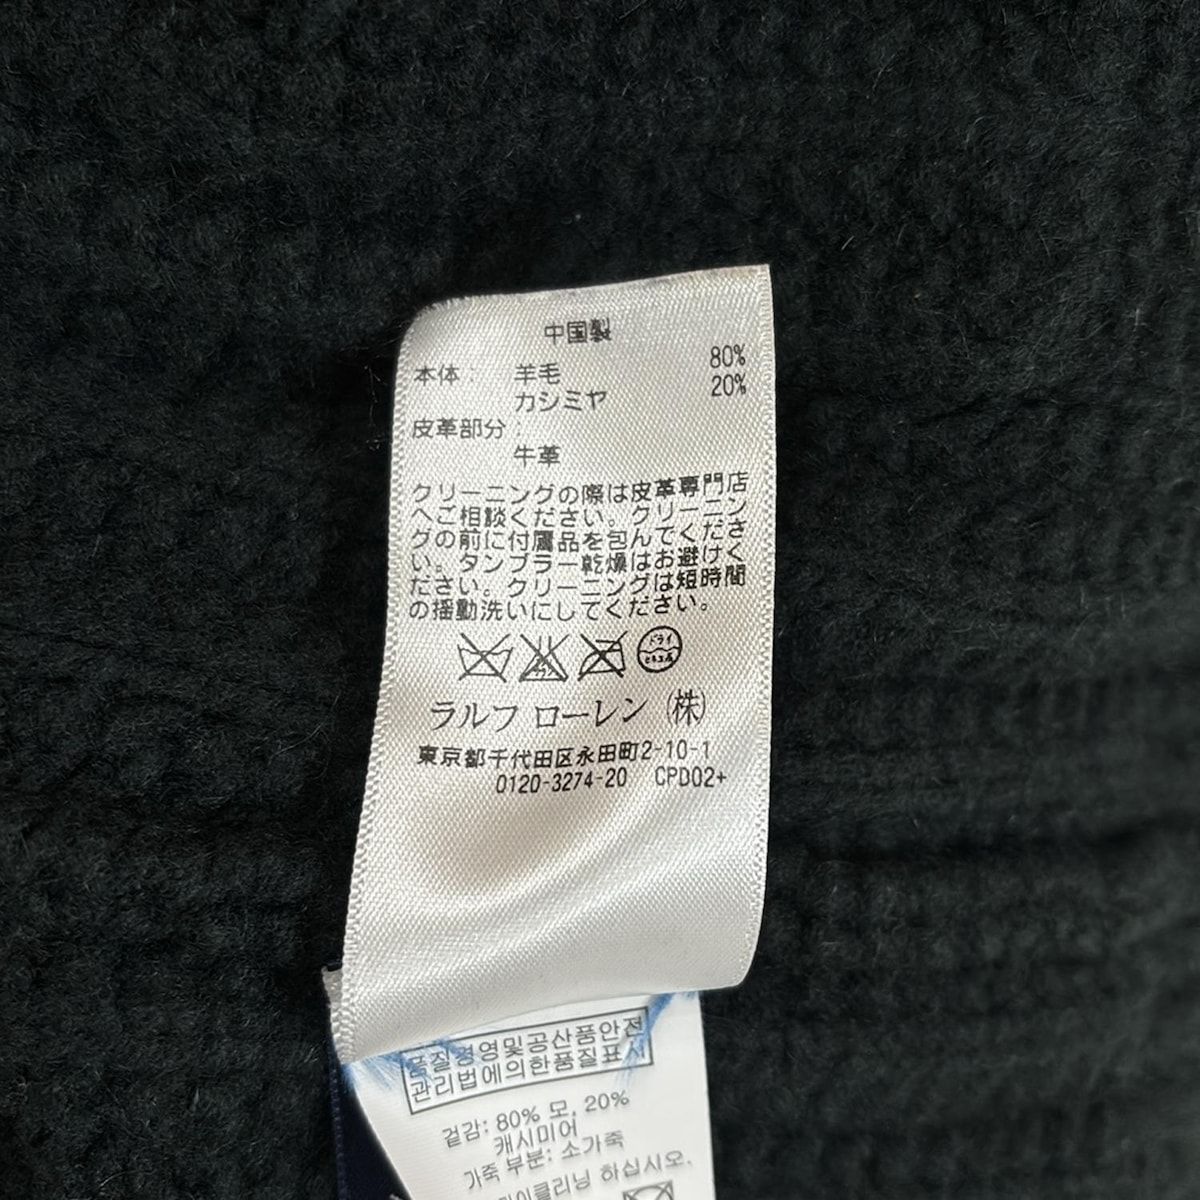 中国製
本体： 羊毛 80%
カシミヤ 20%
皮革部分：
牛革
クリーニングの際は皮革専門店
へご相談ください。クリーニン
グの前に付属品を包んでくださ
い。タンブラー乾燥はお避けく
ださい。クリーニングは短時間
の揺動洗いにしてください。
ドライ
セキユ系
ラルフ ローレン（株）
東京都千代田区永田町2-10-1
0120-3274-20 CPD02+
품질경영및공산품안전
관리법에의한품질표시
겉감: 80% 모, 20%
캐시미어
가죽 부분: 소가죽
하십시오.